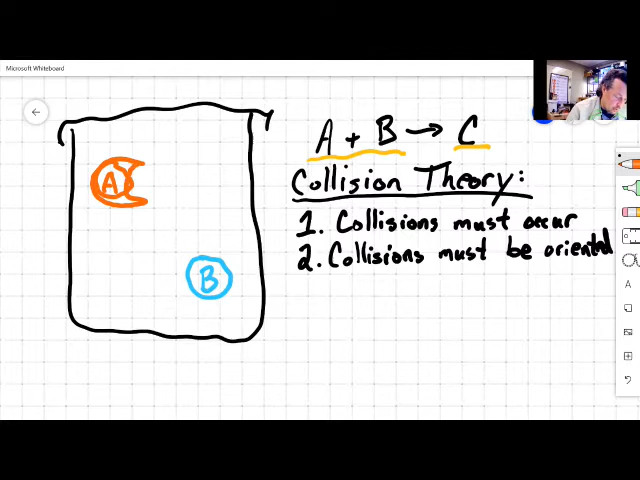 Microsoft Whiteboard
A + B → C
Collision Theory:
1. Collisions must occur
2. Collisions must be oriented
A
B
A